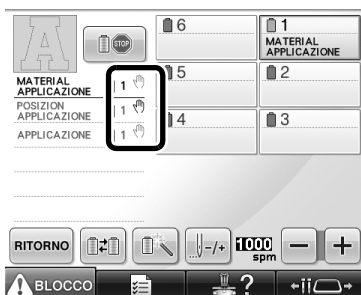 A
STOP
6
1
MATERIAL
APPLICAZIONE
MATERIAL
APPLICAZIONE
1
5
2
POSIZION
APPLICAZIONE
1
4
3
APPLICAZIONE
1
RITORNO
-/+
1000
spm
- +
BLOCCO
?